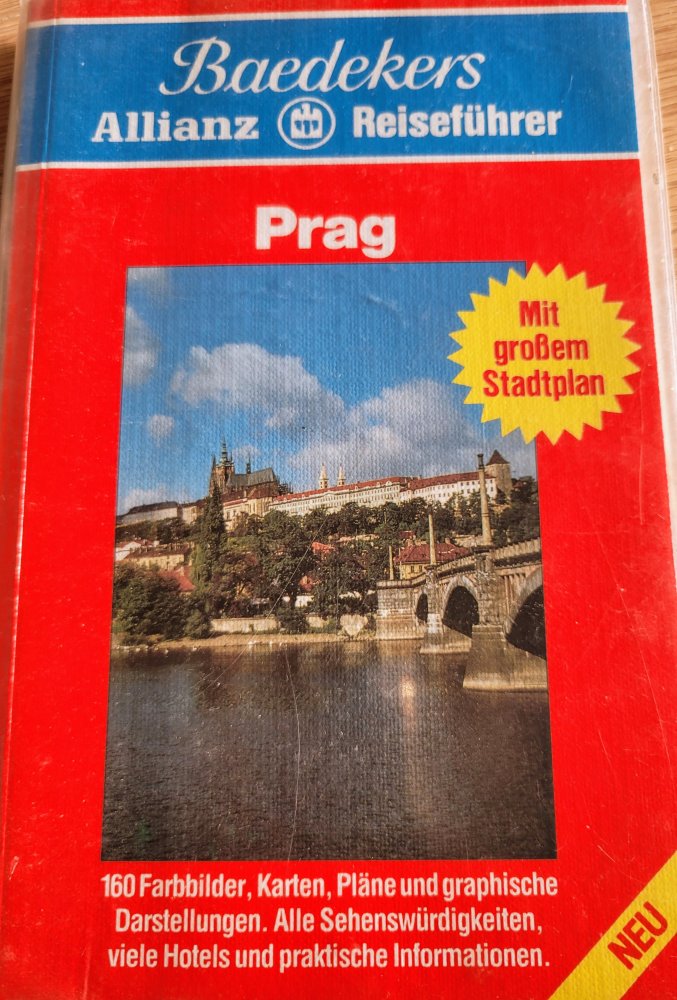 Baedekers
Allianz Reiseführer
Prag
Mit
großem
Stadtplan
160 Farbbilder, Karten, Pläne und graphische
Darstellungen. Alle Sehenswürdigkeiten,
viele Hotels und praktische Informationen.
NEU